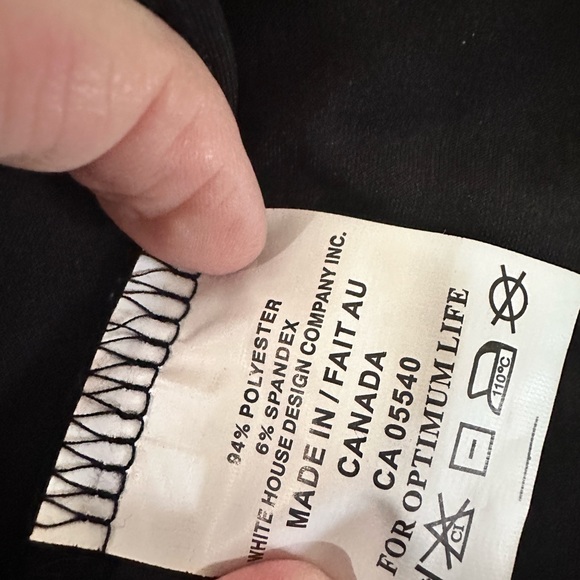 94% POLYESTER
6% SPANDEX
WHITE HOUSE DESIGN COMPANY INC.
MADE IN / FAIT AU
CANADA
CA 05540
FOR OPTIMUM LIFE
110°C
Cl